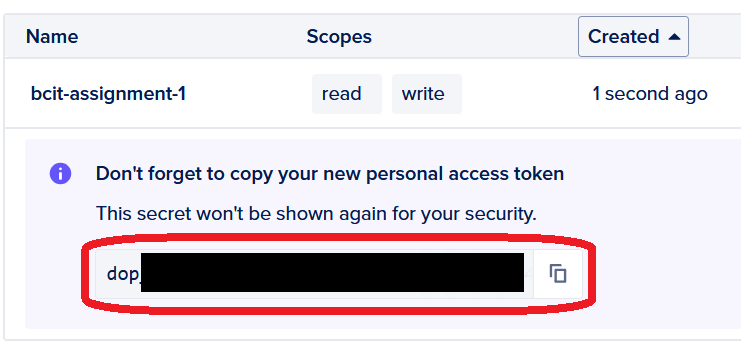 Name Scopes Created
bcit-assignment-1 read write 1 second ago
Don't forget to copy your new personal access token
This secret won't be shown again for your security.
dop_